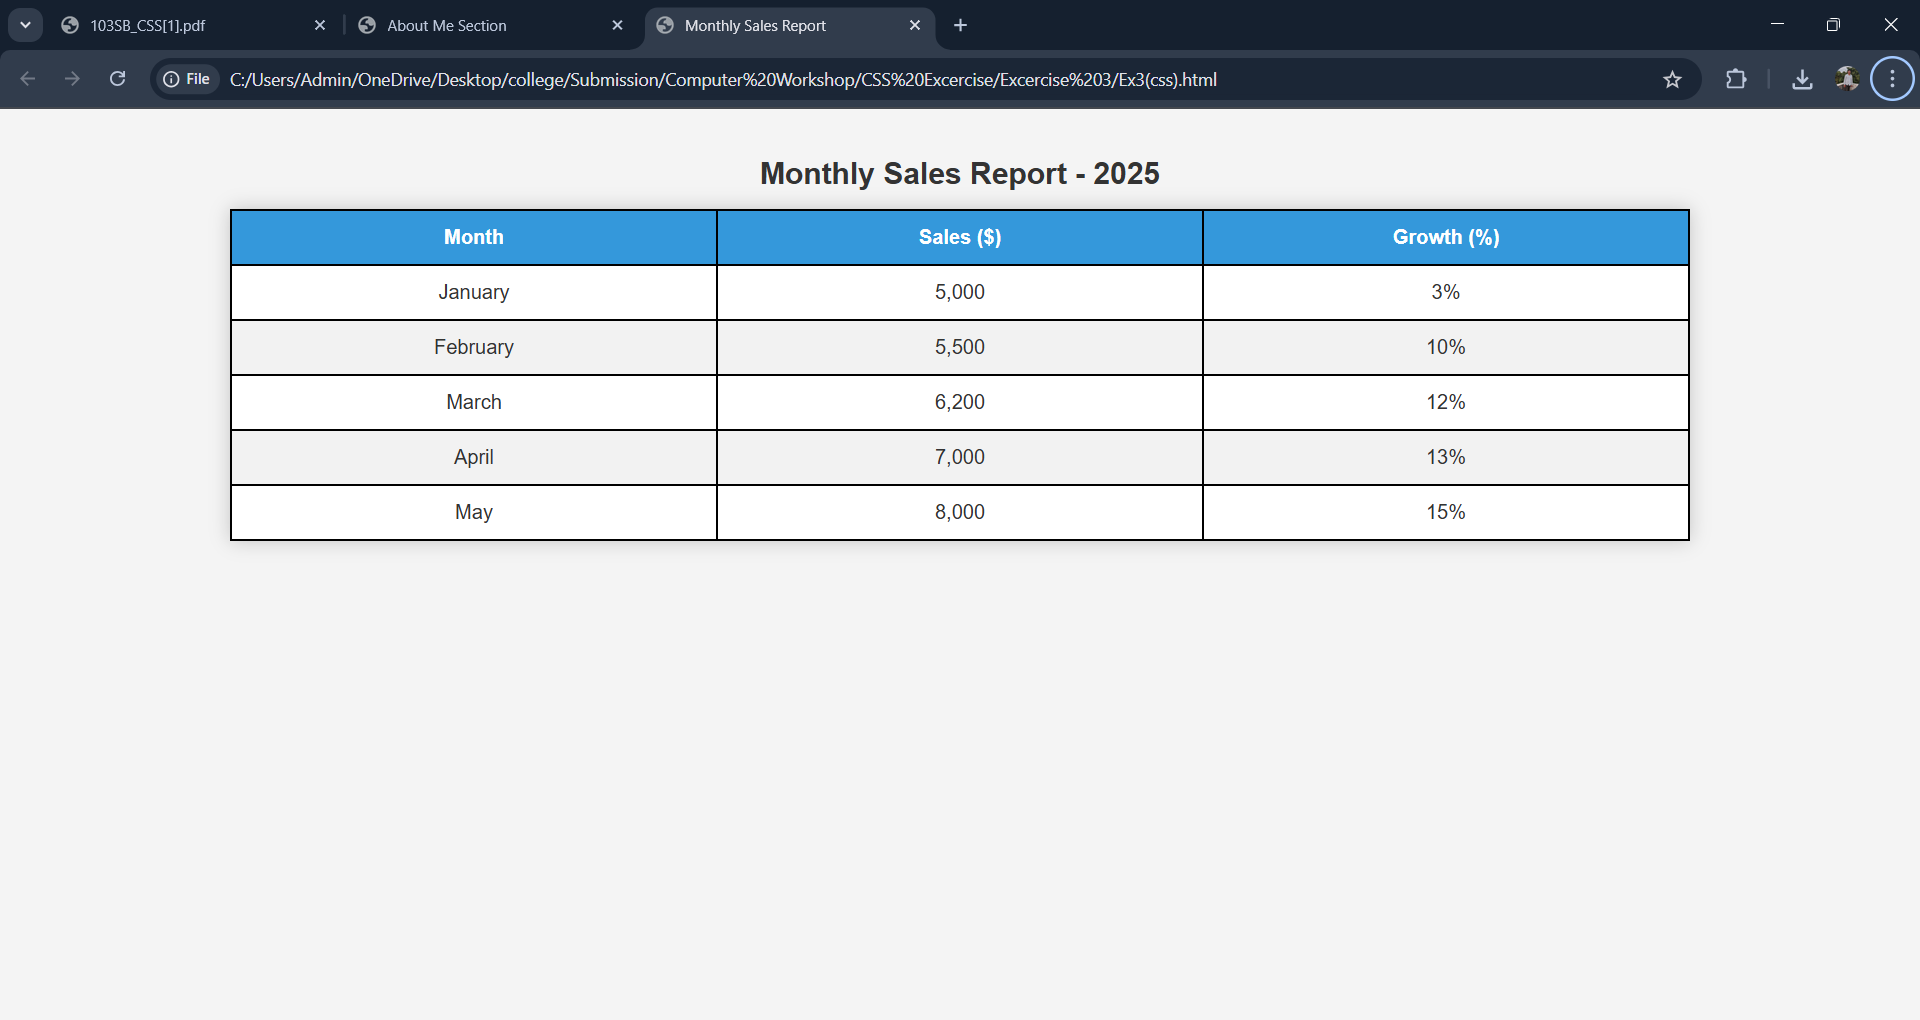 103SB_CSS[1].pdf
About Me Section
Monthly Sales Report
File
C:/Users/Admin/OneDrive/Desktop/college/Submission/Computer%20Workshop/CSS%20Excercise/Excercise%203/Ex3(css).html
Monthly Sales Report - 2025
Month Sales ($) Growth (%)
January 5,000 3%
February 5,500 10%
March 6,200 12%
April 7,000 13%
May 8,000 15%